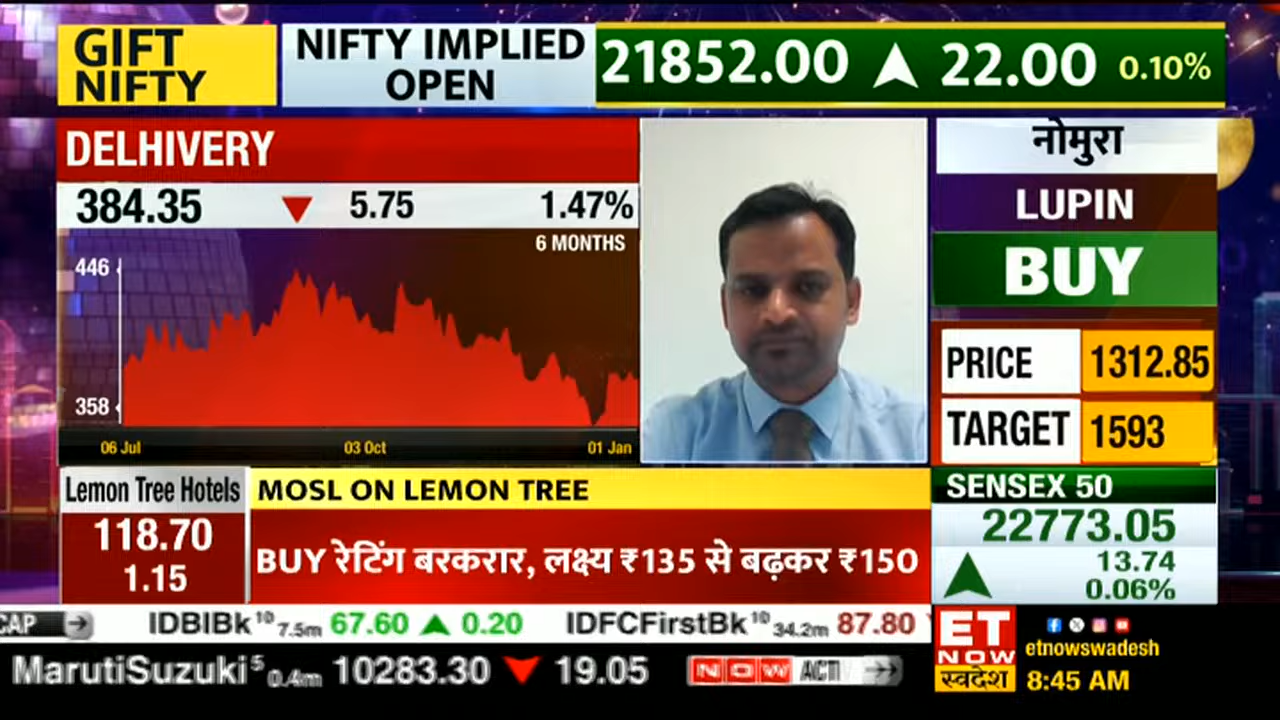 GIFT
NIFTY
NIFTY IMPLIED
OPEN
21852.00 ▲ 22.00 0.10%
DELHIVERY
384.35 ▼ 5.75 1.47%
6 MONTHS
446
358
06 Jul 03 Oct 01 Jan
नोमुरा
LUPIN
BUY
PRICE 1312.85
TARGET 1593
Lemon Tree Hotels
118.70
1.15
MOSL ON LEMON TREE
BUY रेटिंग बरकरार, लक्ष्य ₹135 से बढ़कर ₹150
SENSEX 50
22773.05
▲ 13.74
0.06%
CAP IDBIBk 10 7.5m 67.60 ▲ 0.20 IDFCFirstBk 10 34.2m 87.80
MarutiSuzuki 5 0.4m 10283.30 ▼ 19.05 NOW ACTI
ET
NOW
स्वदेश
etnowswadesh
8:45 AM